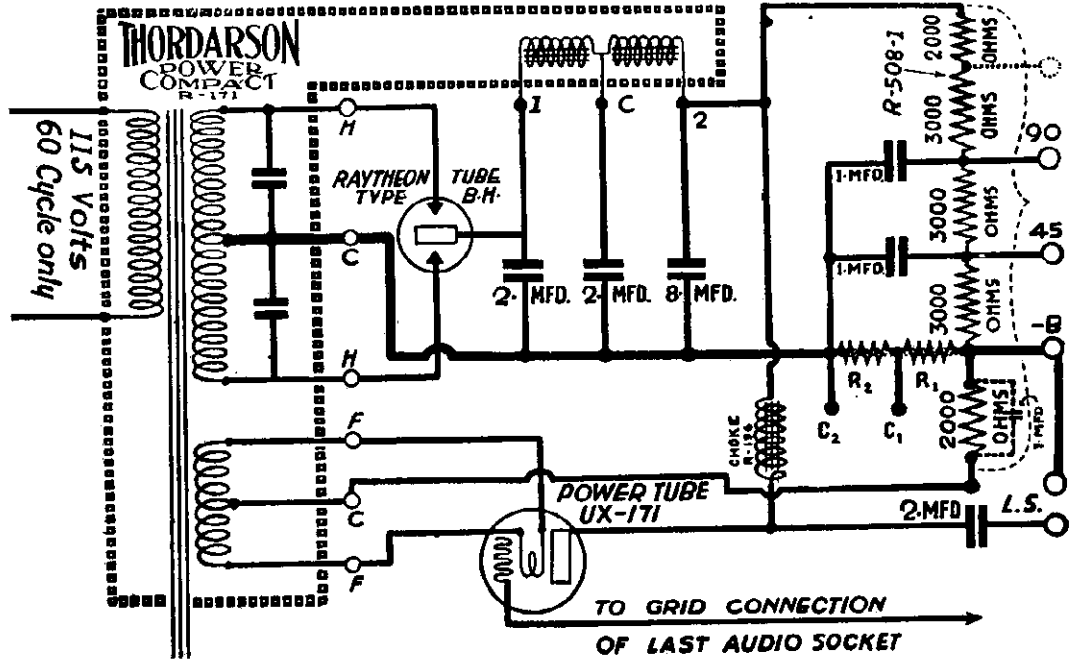 THORDARSON
POWER
COMPACT
R-171
115 Volts
60 Cycle only
H
C
H
F
C
F
RAYTHEON TUBE
TYPE B.H.
1
C
2
2. MFD.
2. MFD.
8. MFD.
R-508-1
2000 OHMS
3000 OHMS
3000 OHMS
3000 OHMS
1. MFD.
1. MFD.
90
45
-B
R₂
R₁
C₂
C₁
2000 OHMS
1-MFD
CHOKE
R-196
POWER TUBE
UX-171
2-MFD
L.S.
TO GRID CONNECTION
OF LAST AUDIO SOCKET